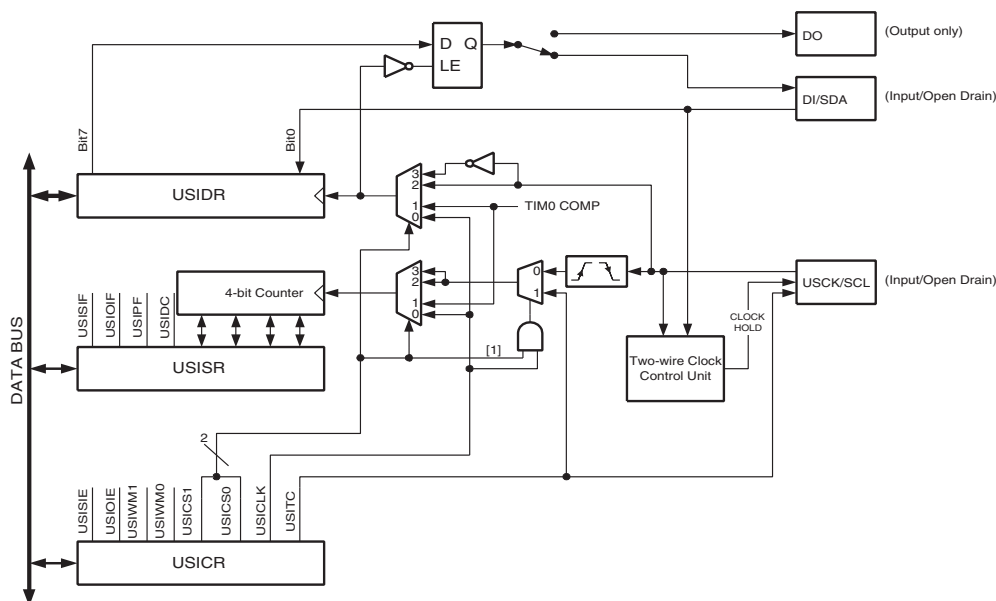 D Q
LE
DO
(Output only)
DI/SDA
(Input/Open Drain)
Bit7
Bit0
USIDR
3
2
1
0
TIM0 COMP
DATA BUS
4-bit Counter
3
2
1
0
0
1
USCK/SCL
(Input/Open Drain)
CLOCK
HOLD
USISIF
USIOIF
USIPF
USIDC
USISR
[1]
Two-wire Clock
Control Unit
2
USISIE
USIOIE
USIWM1
USIWM0
USICS1
USICS0
USICLK
USITC
USICR